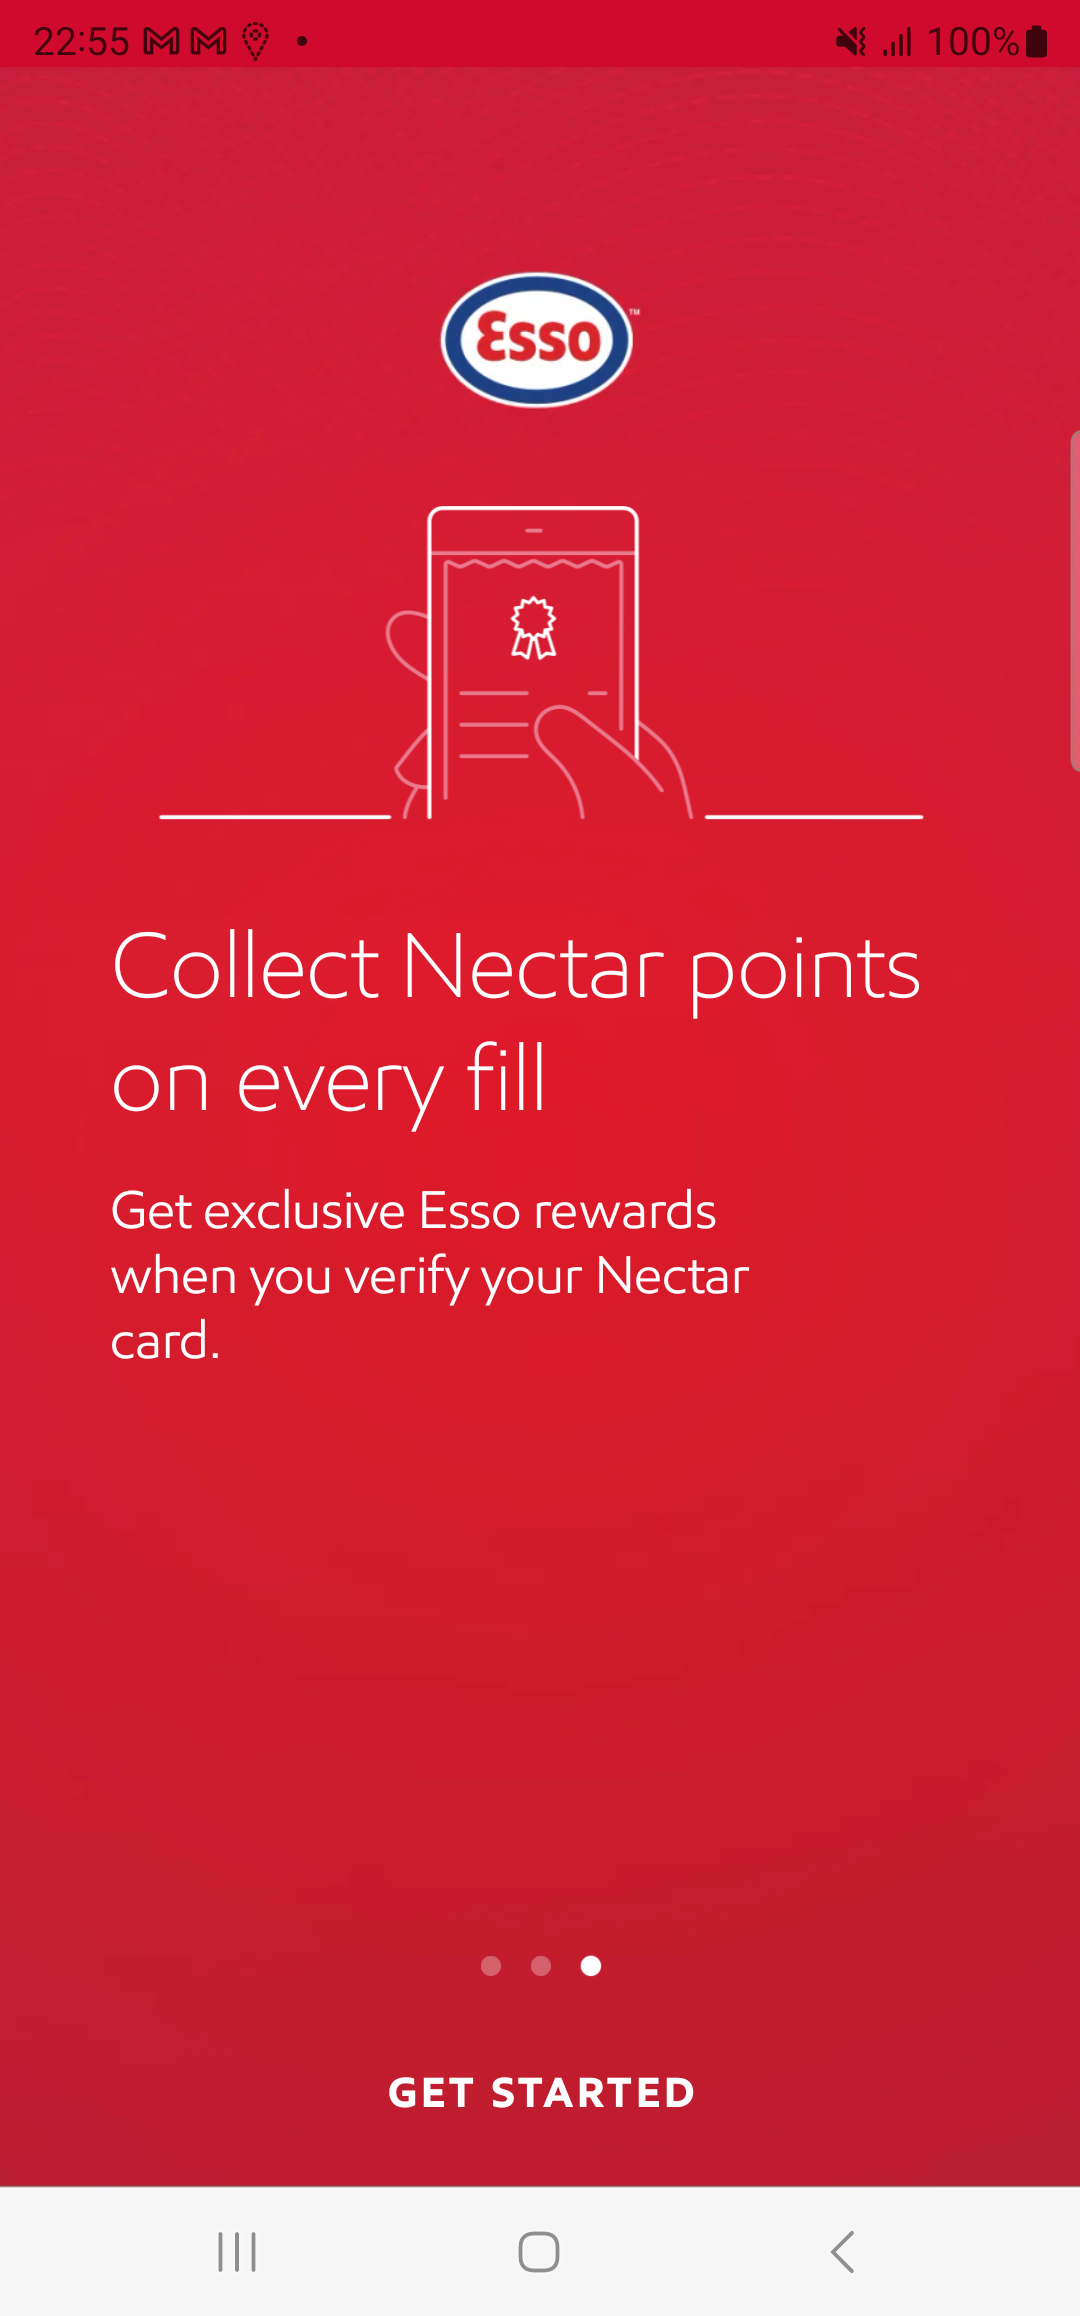 22:55
100%
Esso
TM
Collect Nectar points
on every fill
Get exclusive Esso rewards
when you verify your Nectar
card.
GET STARTED